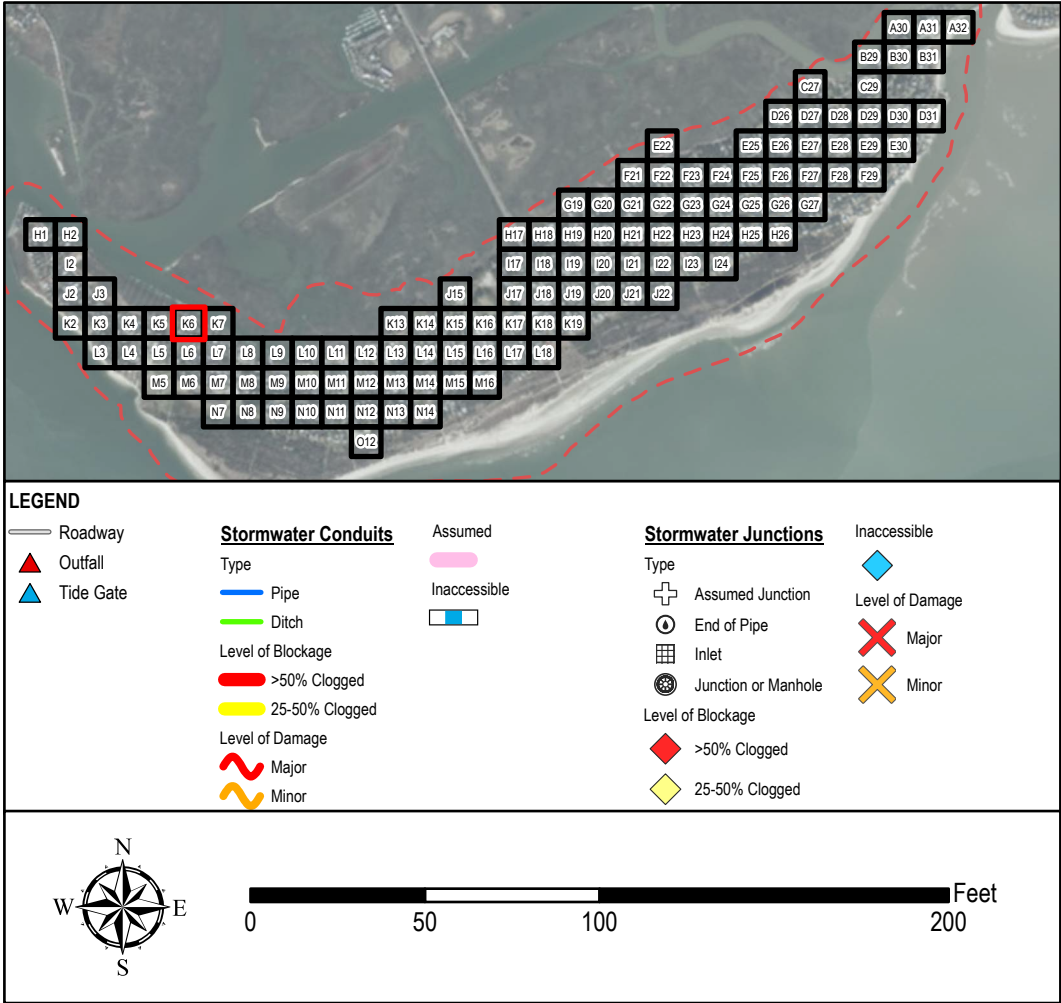 A30 A31 A32
B29 B30 B31
C27 C29
D26 D27 D28 D29 D30 D31
E22 E25 E26 E27 E28 E29 E30
F21 F22 F23 F24 F25 F26 F27 F28 F29
G19 G20 G21 G22 G23 G24 G25 G26 G27
H1 H2 H17 H18 H19 H20 H21 H22 H23 H24 H25 H26
I2 I17 I18 I19 I20 I21 I22 I23 I24
J2 J3 J15 J17 J18 J19 J20 J21 J22
K2 K3 K4 K5 K6 K7 K13 K14 K15 K16 K17 K18 K19
L3 L4 L5 L6 L7 L8 L9 L10 L11 L12 L13 L14 L15 L16 L17 L18
M5 M6 M7 M8 M9 M10 M11 M12 M13 M14 M15 M16
N7 N8 N9 N10 N11 N12 N13 N14
O12
LEGEND
Roadway
Outfall
Tide Gate
Stormwater Conduits
Type
Pipe
Ditch
Level of Blockage
>50% Clogged
25-50% Clogged
Level of Damage
Major
Minor
Assumed
Inaccessible
Stormwater Junctions
Type
Assumed Junction
End of Pipe
Inlet
Junction or Manhole
Level of Blockage
>50% Clogged
25-50% Clogged
Inaccessible
Level of Damage
Major
Minor
N
W E
S
Feet
0 50 100 200